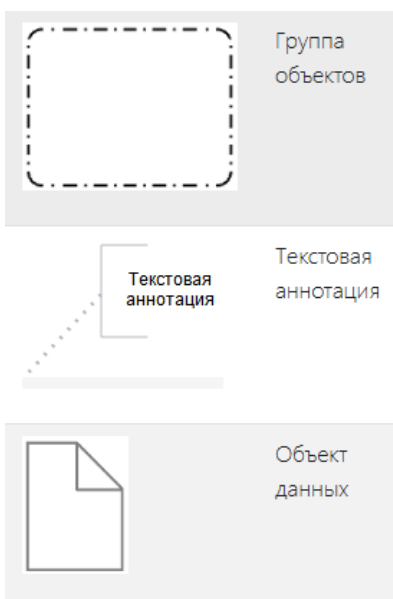 Группа
объектов
Текстовая
аннотация
Текстовая
аннотация
Объект
данных